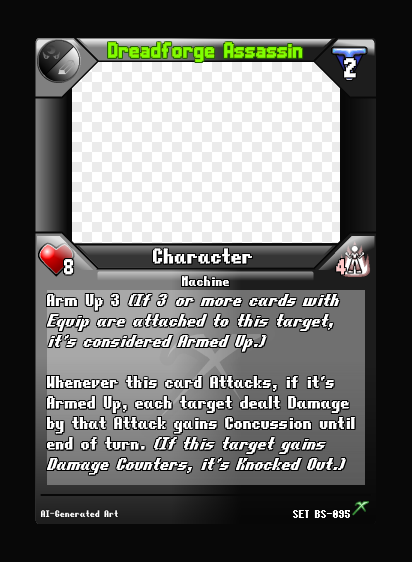 Dreadforge Assassin
2
8
Character
4
Machine
Arm Up 3 (If 3 or more cards with
Equip are attached to this target,
it's considered Armed Up.)
Whenever this card Attacks, if it's
Armed Up, each target dealt Damage
by that Attack gains Concussion until
end of turn. (If this target gains
Damage Counters, it's Knocked Out.)
AI-Generated Art
SET BS-095